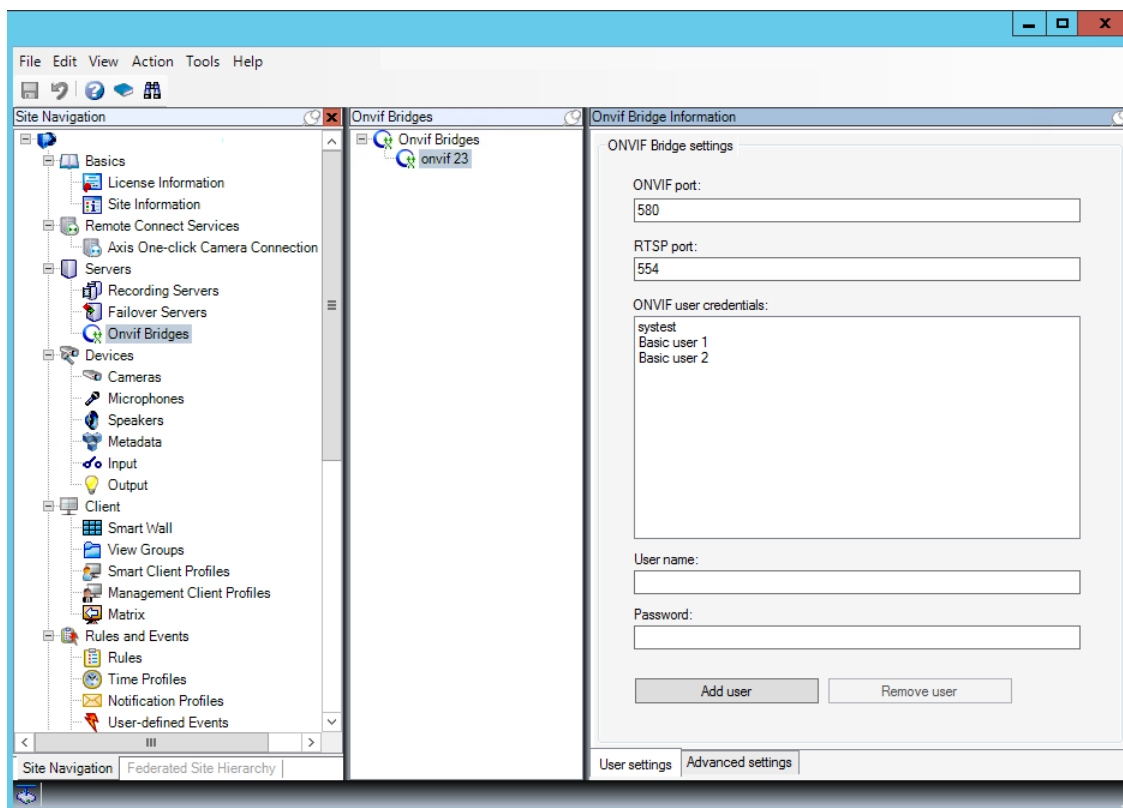 File Edit View Action Tools Help
Site Navigation
Basics
License Information
Site Information
Remote Connect Services
Axis One-click Camera Connection
Servers
Recording Servers
Failover Servers
Onvif Bridges
Devices
Cameras
Microphones
Speakers
Metadata
Input
Output
Client
Smart Wall
View Groups
Smart Client Profiles
Management Client Profiles
Matrix
Rules and Events
Rules
Time Profiles
Notification Profiles
User-defined Events
Site Navigation Federated Site Hierarchy
Onvif Bridges
Onvif Bridges
onvif 23
Onvif Bridge Information
ONVIF Bridge settings
ONVIF port:
580
RTSP port:
554
ONVIF user credentials:
systest
Basic user 1
Basic user 2
User name:
Password:
Add user Remove user
User settings Advanced settings